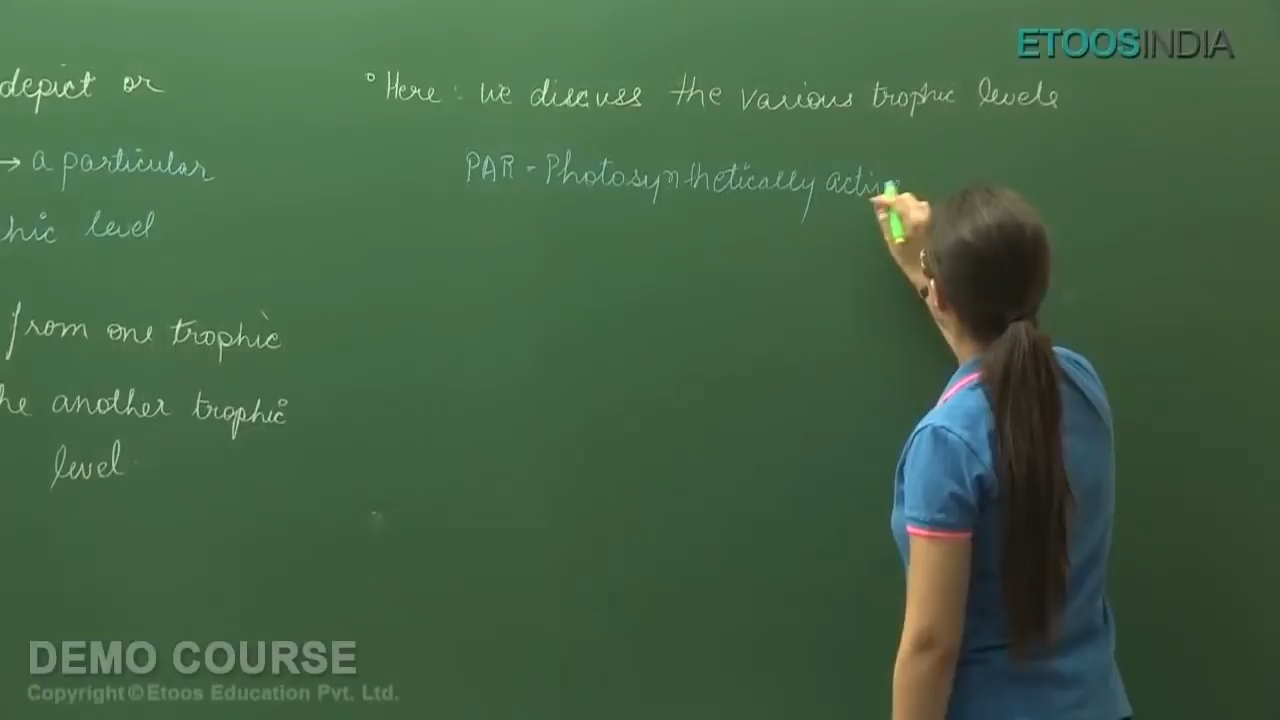 ETOOSINDIA
depict or
→ a particular
hic level
from one trophic
he another trophic
level
° Here : we discuss the various trophic levels
PAR - Photosynthetically activ
DEMO COURSE
Copyright © Etoos Education Pvt. Ltd.